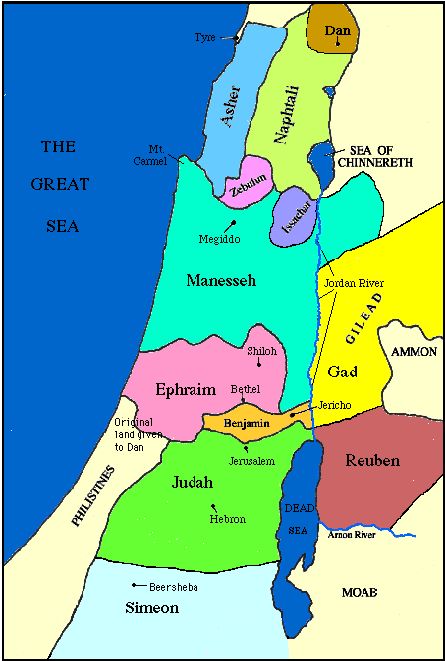 Dan
Tyre
Asher
Naphtali
THE
GREAT
SEA
Mt.
Carmel
SEA OF
CHINNERETH
Zebulun
Issachar
Megiddo
Manesseh
Jordan River
GILEAD
Shiloh
AMMON
Gad
Ephraim
Bethel
Jericho
Original
land given
to Dan
Benjamin
Jerusalem
Reuben
PHILISTINES
Judah
Hebron
DEAD
SEA
Arnon River
Beersheba
Simeon
MOAB